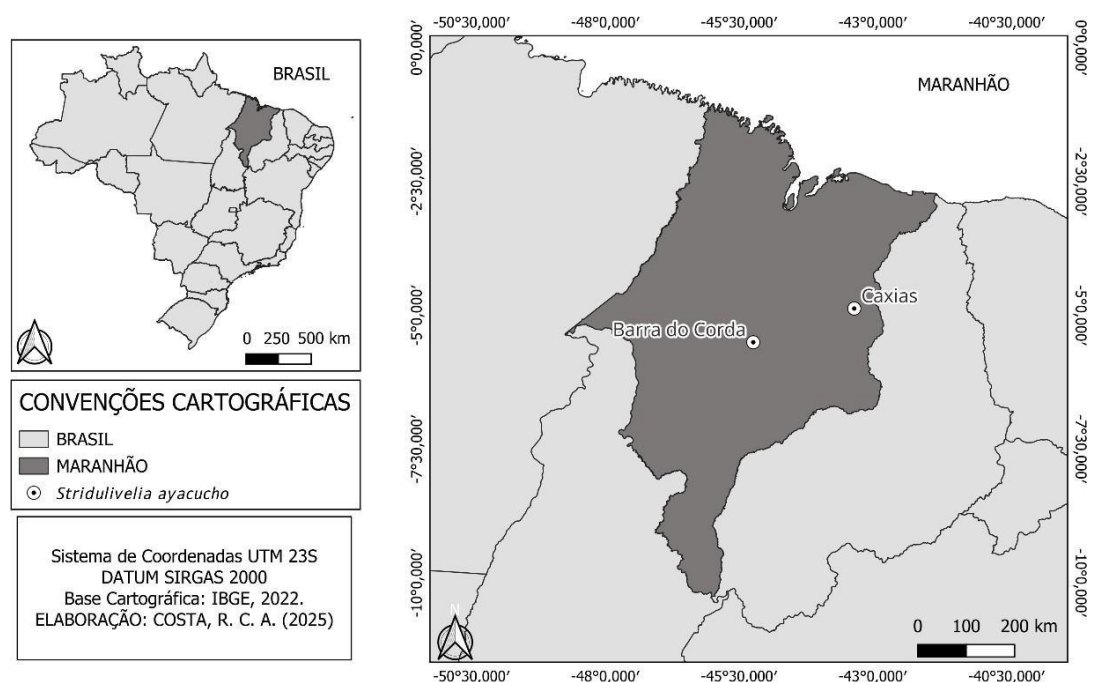 BRASIL
0 250 500 km
CONVENÇÕES CARTOGRÁFICAS
BRASIL
MARANHÃO
Stridulivelia ayacucho
Sistema de Coordenadas UTM 23S
DATUM SIRGAS 2000
Base Cartográfica: IBGE, 2022.
ELABORAÇÃO: COSTA, R. C. A. (2025)
-50°30,000′ -48°0,000′ -45°30,000′ -43°0,000′ -40°30,000′
0°0,000′
-2°30,000′
-5°0,000′
-7°30,000′
-10°0,000′
MARANHÃO
Caxias
Barra do Corda
N
0 100 200 km
0°0,000′
-2°30,000′
-5°0,000′
-7°30,000′
-10°0,000′
-50°30,000′ -48°0,000′ -45°30,000′ -43°0,000′ -40°30,000′